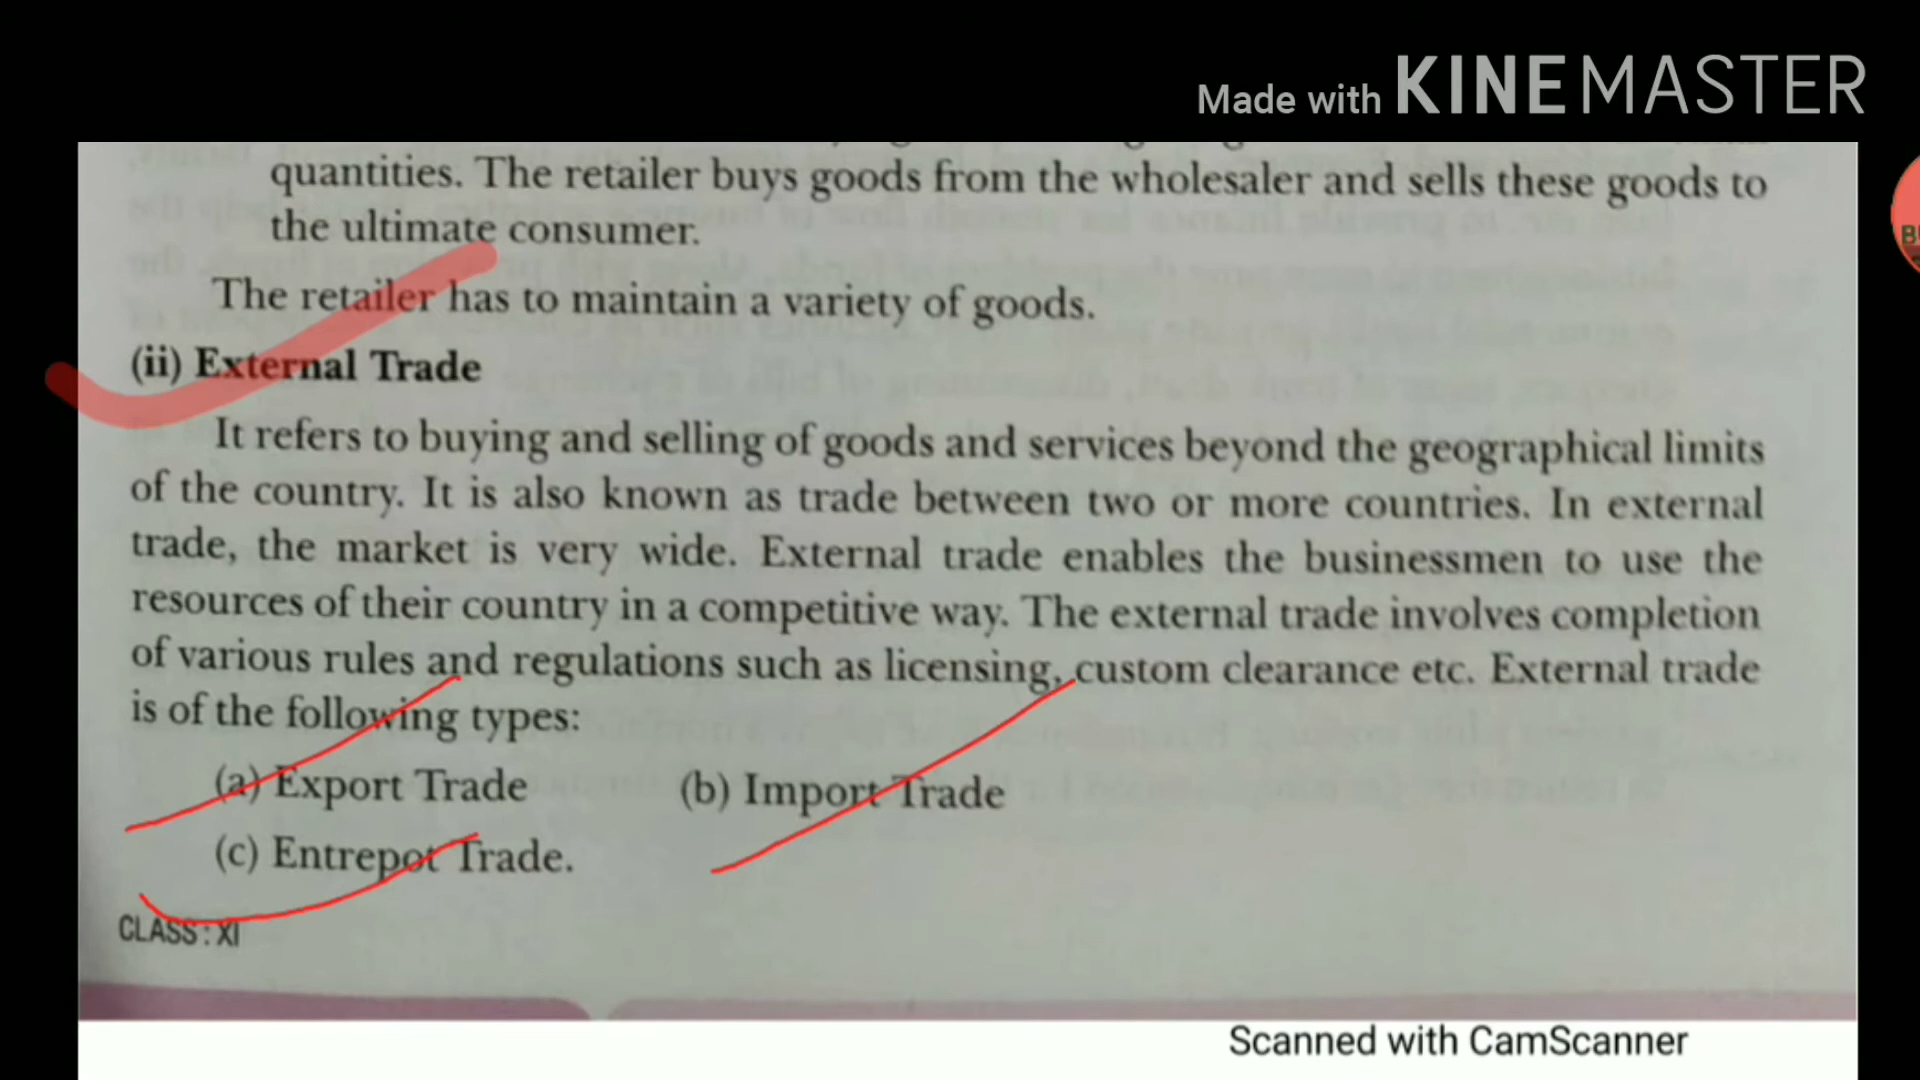 Made with KINEMASTER
quantities. The retailer buys goods from the wholesaler and sells these goods to
the ultimate consumer.
The retailer has to maintain a variety of goods.
(ii) External Trade
It refers to buying and selling of goods and services beyond the geographical limits
of the country. It is also known as trade between two or more countries. In external
trade, the market is very wide. External trade enables the businessmen to use the
resources of their country in a competitive way. The external trade involves completion
of various rules and regulations such as licensing, custom clearance etc. External trade
is of the following types:
(a) Export Trade (b) Import Trade
(c) Entrepot Trade.
CLASS : XI
Scanned with CamScanner